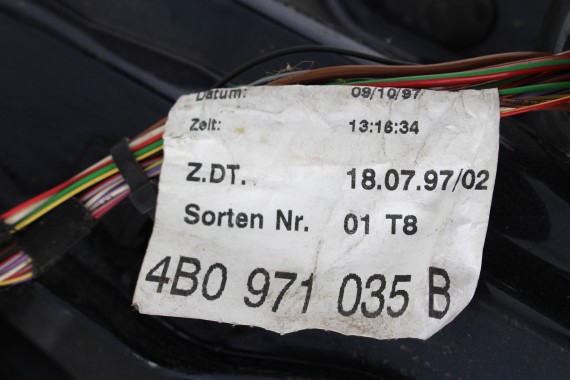 Datum: 09/10/97
Zeit: 13:16:34
Z.DT. 18.07.97/02
Sorten Nr. 01 T8
4B0 971 035 B